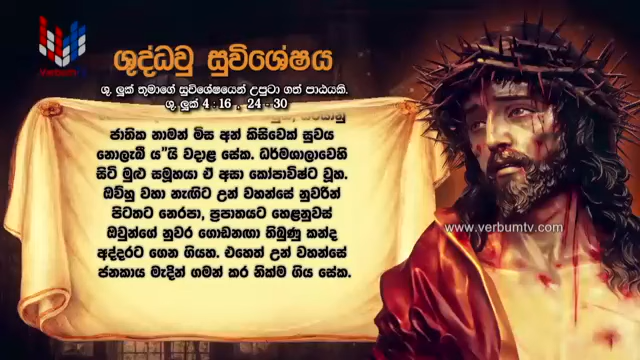 VerbumTV
ශුද්ධවූ සුවිශේෂය
ශු. ලූක් තුමාගේ සුවිශේෂයෙන් උපුටා ගත් පාඨයකි.
ශු. ලූක් 4 : 16 , 24 - 30
ජාතික නාමන් මිස අන් කිසිවෙක් සුවය
නොලැබී ය”යි වදාළ සේක. ධර්මශාලාවෙහි
සිටි මුළු සමූහයා ඒ අසා කෝපාවිෂ්ට වූහ.
ඔව්හු වහා නැඟිට උන් වහන්සේ නුවරින්
පිටතට නෙරපා, ප්‍රපාතයට හෙළනුවස්
ඔවුන්ගේ නුවර ගොඩනඟා තිබුණු කන්ද
අද්දරට ගෙන ගියහ. එහෙත් උන් වහන්සේ
ජනකාය මැදින් ගමන් කර නික්ම ගිය සේක.
www.verbumtv.com